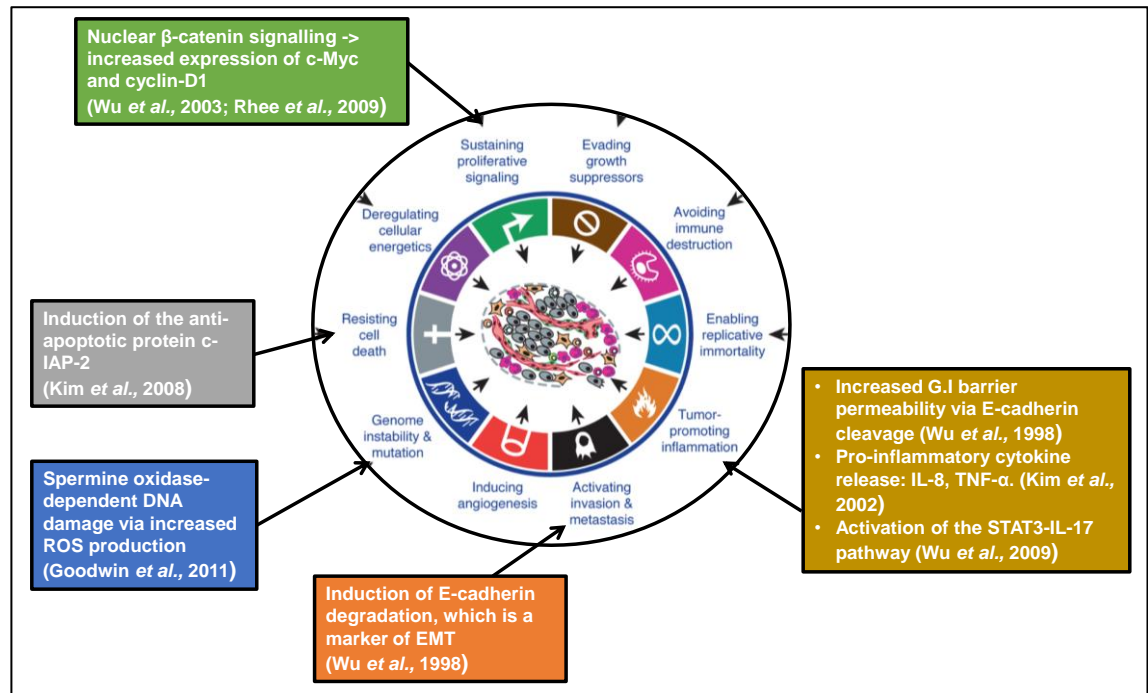 Nuclear β-catenin signalling ->
increased expression of c-Myc
and cyclin-D1
(Wu et al., 2003; Rhee et al., 2009)
Sustaining
proliferative
signaling
Evading
growth
suppressors
Deregulating
cellular
energetics
Avoiding
immune
destruction
Induction of the anti-
apoptotic protein c-
IAP-2
(Kim et al., 2008)
Resisting
cell
death
Enabling
replicative
immortality
Genome
instability &
mutation
Tumor-
promoting
inflammation
Inducing
angiogenesis
Activating
invasion &
metastasis
• Increased G.I barrier
permeability via E-cadherin
cleavage (Wu et al., 1998)
• Pro-inflammatory cytokine
release: IL-8, TNF-α. (Kim et al.,
2002)
• Activation of the STAT3-IL-17
pathway (Wu et al., 2009)
Spermine oxidase-
dependent DNA
damage via increased
ROS production
(Goodwin et al., 2011)
Induction of E-cadherin
degradation, which is a
marker of EMT
(Wu et al., 1998)